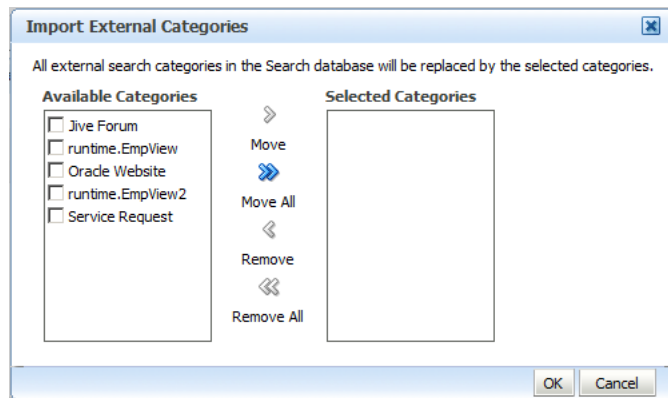 Import External Categories
All external search categories in the Search database will be replaced by the selected categories.
Available Categories
Jive Forum
runtime.EmpView
Oracle Website
runtime.EmpView2
Service Request
Move
Move All
Remove
Remove All
Selected Categories
OK
Cancel